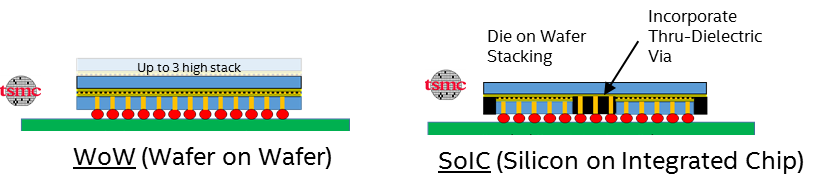 Up to 3 high stack
tsmc
WoW (Wafer on Wafer)
Die on Wafer
Stacking
Incorporate
Thru-Dielectric
Via
tsmc
SoIC (Silicon on Integrated Chip)